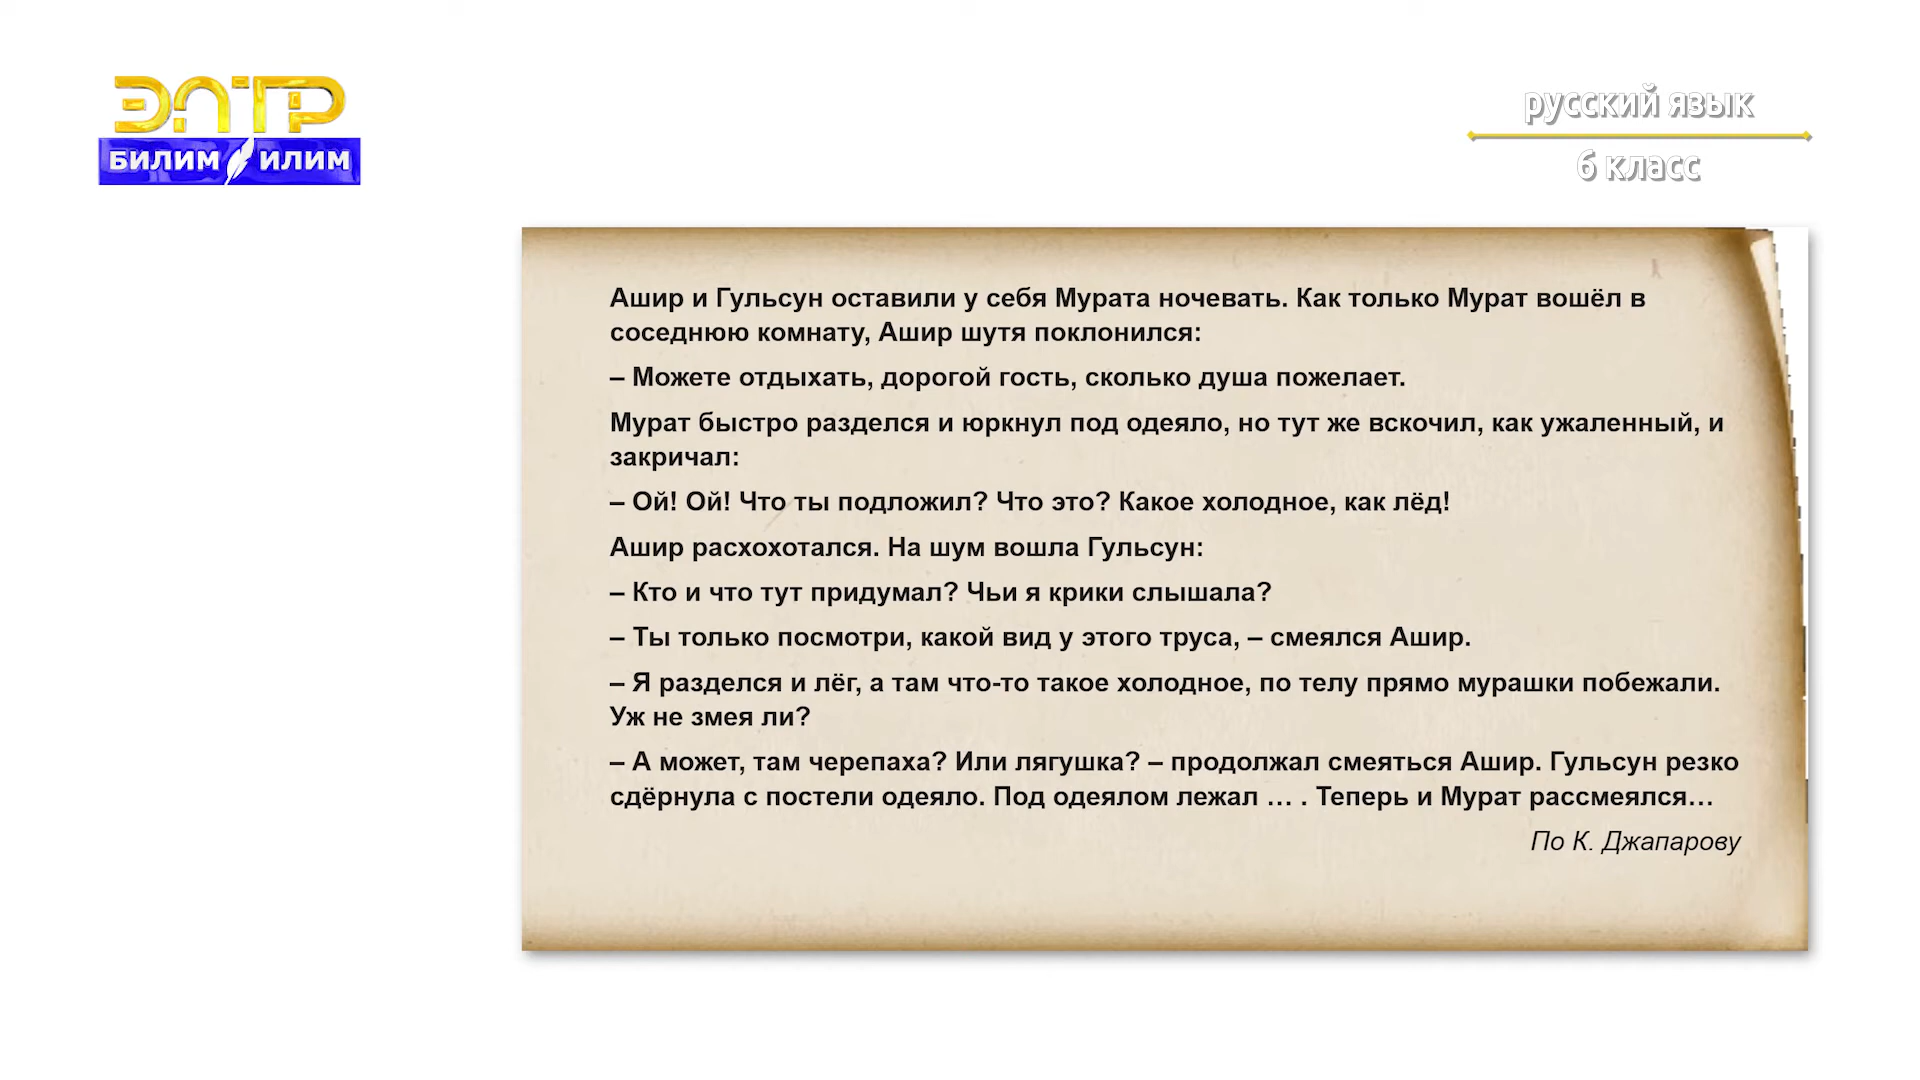 ЭЛТР
БИЛИМ ИЛИМ
русский язык
6 класс
Ашир и Гульсун оставили у себя Мурата ночевать. Как только Мурат вошёл в
соседнюю комнату, Ашир шутя поклонился:
– Можете отдыхать, дорогой гость, сколько душа пожелает.
Мурат быстро разделся и юркнул под одеяло, но тут же вскочил, как ужаленный, и
закричал:
– Ой! Ой! Что ты подложил? Что это? Какое холодное, как лёд!
Ашир расхохотался. На шум вошла Гульсун:
– Кто и что тут придумал? Чьи я крики слышала?
– Ты только посмотри, какой вид у этого труса, – смеялся Ашир.
– Я разделся и лёг, а там что-то такое холодное, по телу прямо мурашки побежали.
Уж не змея ли?
– А может, там черепаха? Или лягушка? – продолжал смеяться Ашир. Гульсун резко
сдёрнула с постели одеяло. Под одеялом лежал … . Теперь и Мурат рассмеялся…
По К. Джапарову